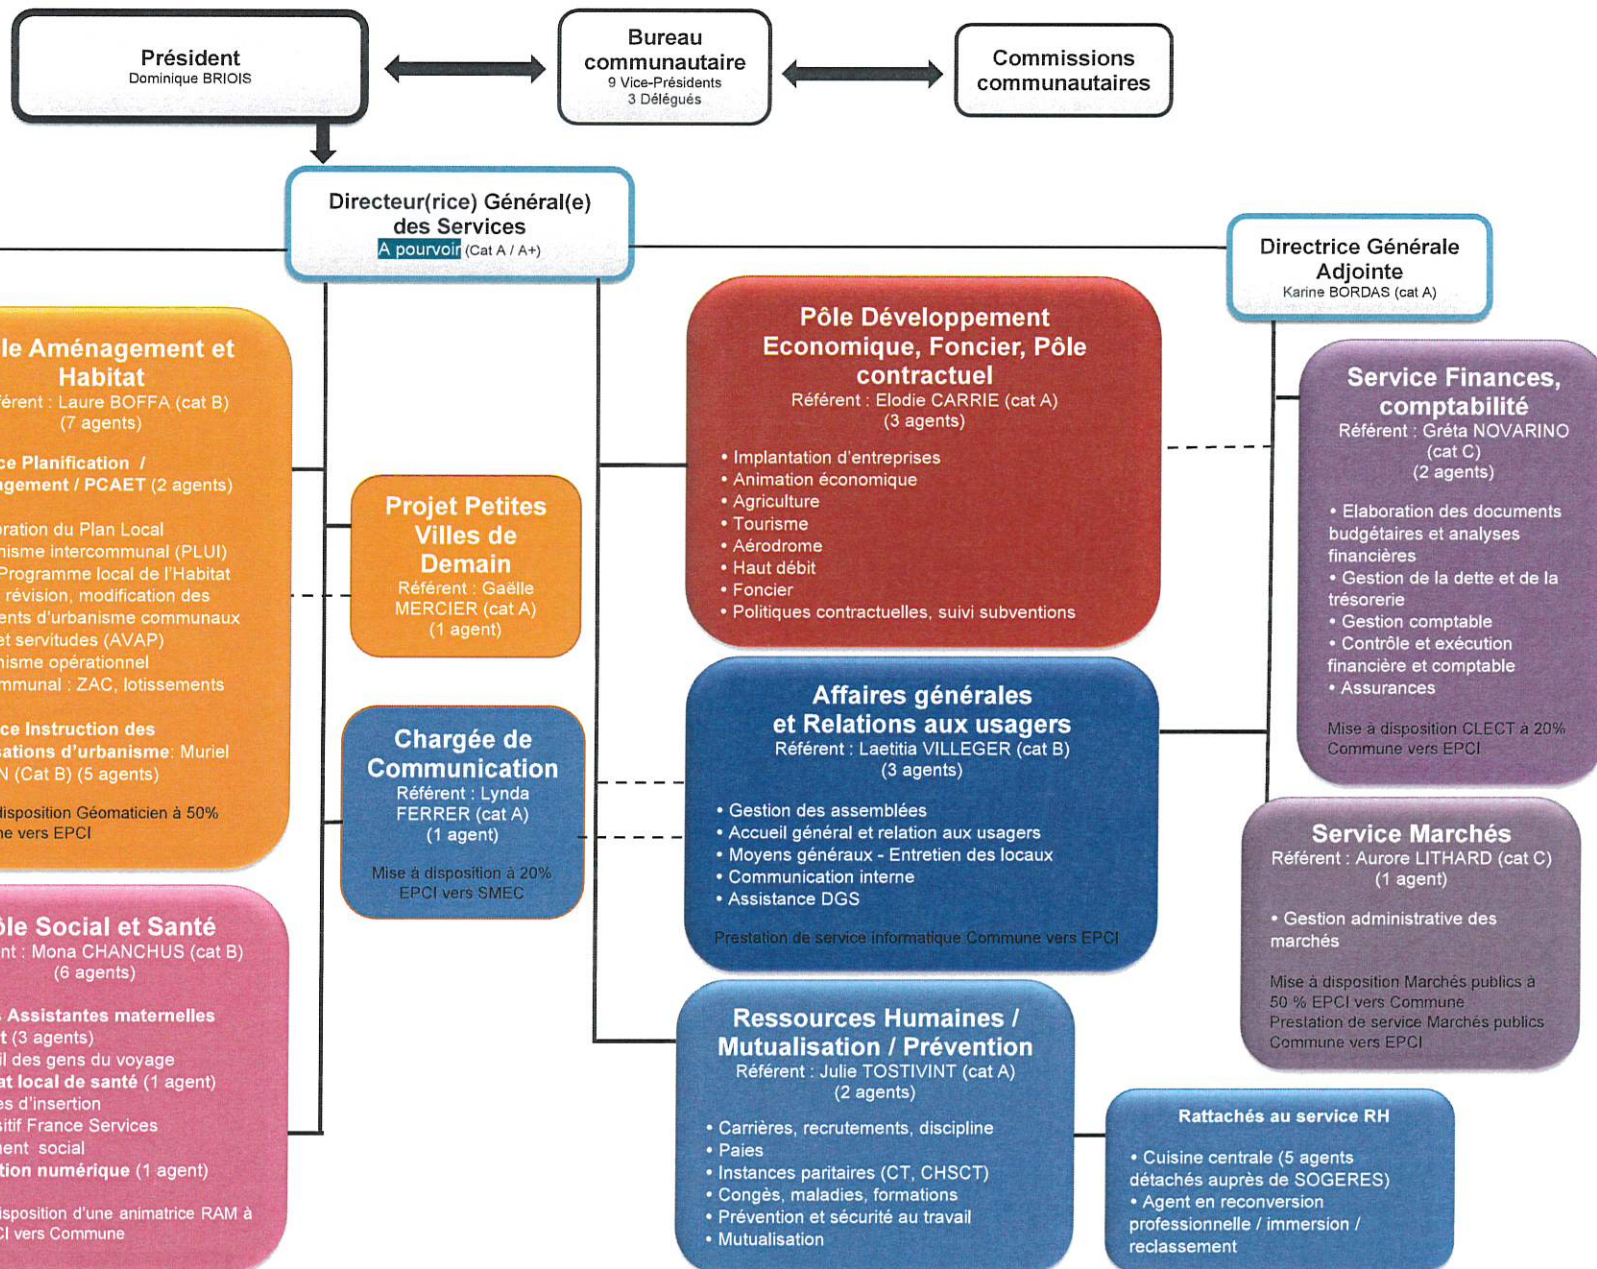 Président
Dominique BRIOIS
Bureau
communautaire
9 Vice-Présidents
3 Délégués
Commissions
communautaires
Directeur(rice) Général(e)
des Services
A pourvoir (Cat A / A+)
Directrice Générale
Adjointe
Karine BORDAS (cat A)
le Aménagement et
Habitat
férent : Laure BOFFA (cat B)
(7 agents)
ce Planification /
gement / PCAET (2 agents)
oration du Plan Local
nisme intercommunal (PLUI)
Programme local de l'Habitat
révision, modification des
ents d'urbanisme communaux
et servitudes (AVAP)
nisme opérationnel
mmunal : ZAC, lotissements
ce Instruction des
sations d'urbanisme: Muriel
N (Cat B) (5 agents)
disposition Géomaticien à 50%
ne vers EPCI
Projet Petites
Villes de
Demain
Référent : Gaëlle
MERCIER (cat A)
(1 agent)
Chargée de
Communication
Référent : Lynda
FERRER (cat A)
(1 agent)
Mise à disposition à 20%
EPCI vers SMEC
ôle Social et Santé
ent : Mona CHANCHUS (cat B)
(6 agents)
s Assistantes maternelles
t (3 agents)
il des gens du voyage
at local de santé (1 agent)
es d'insertion
sitif France Services
ment social
tion numérique (1 agent)
isposition d'une animatrice RAM à
CI vers Commune
Pôle Développement
Economique, Foncier, Pôle
contractuel
Référent : Elodie CARRIE (cat A)
(3 agents)
• Implantation d'entreprises
• Animation économique
• Agriculture
• Tourisme
• Aérodrome
• Haut débit
• Foncier
• Politiques contractuelles, suivi subventions
Affaires générales
et Relations aux usagers
Référent : Laetitia VILLEGER (cat B)
(3 agents)
• Gestion des assemblées
• Accueil général et relation aux usagers
• Moyens généraux - Entretien des locaux
• Communication interne
• Assistance DGS
Prestation de service informatique Commune vers EPCI
Ressources Humaines /
Mutualisation / Prévention
Référent : Julie TOSTIVINT (cat A)
(2 agents)
• Carrières, recrutements, discipline
• Paies
• Instances paritaires (CT, CHSCT)
• Congès, maladies, formations
• Prévention et sécurité au travail
• Mutualisation
Rattachés au service RH
• Cuisine centrale (5 agents
détachés auprès de SOGERES)
• Agent en reconversion
professionnelle / immersion /
reclassement
Service Finances,
comptabilité
Référent : Gréta NOVARINO
(cat C)
(2 agents)
• Elaboration des documents
budgétaires et analyses
financières
• Gestion de la dette et de la
trésorerie
• Gestion comptable
• Contrôle et exécution
financière et comptable
• Assurances
Mise à disposition CLECT à 20%
Commune vers EPCI
Service Marchés
Référent : Aurore LITHARD (cat C)
(1 agent)
• Gestion administrative des
marchés
Mise à disposition Marchés publics à
50 % EPCI vers Commune
Prestation de service Marchés publics
Commune vers EPCI